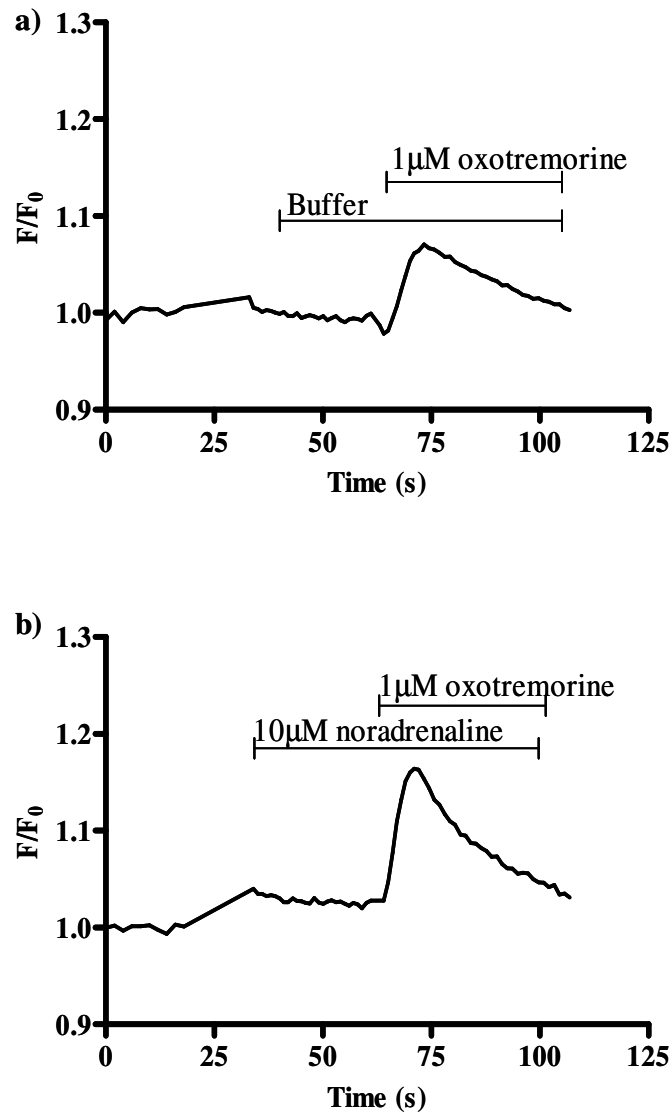 a)
1.3
1.2
1.1
1.0
0.9
F/F0
1µM oxotremorine
Buffer
0 25 50 75 100 125
Time (s)
b)
1.3
1.2
1.1
1.0
0.9
F/F0
1µM oxotremorine
10µM noradrenaline
0 25 50 75 100 125
Time (s)